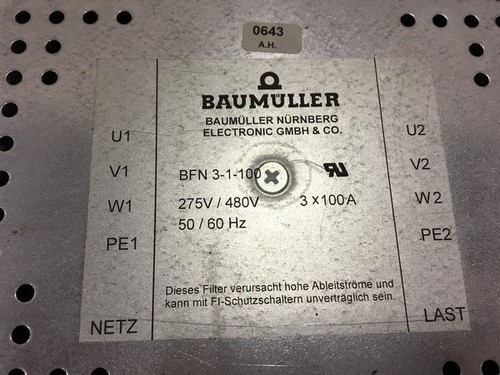 0643
A.H.
BAUMÜLLER
BAUMÜLLER NÜRNBERG
ELECTRONIC GMBH & CO.
U1
V1
W1
PE1
NETZ
BFN 3-1-100
275V / 480V 3 x 100 A
50 / 60 Hz
Dieses Filter verursacht hohe Ableitströme und
kann mit FI-Schutzschaltern unverträglich sein.
U2
V2
W2
PE2
LAST